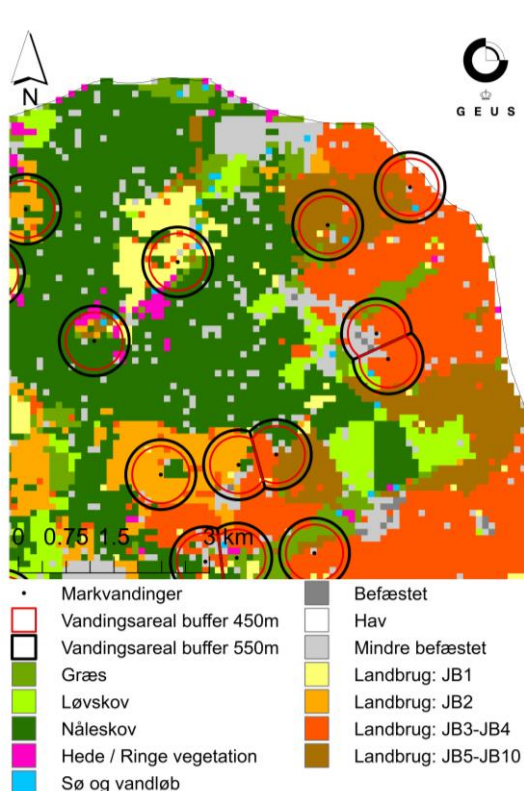 N
G E U S
0 0.75 1.5 3 km
Markvandinger
Vandingsareal buffer 450m
Vandingsareal buffer 550m
Græs
Løvskov
Nåleskov
Hede / Ringe vegetation
Sø og vandløb
Befæstet
Hav
Mindre befæstet
Landbrug: JB1
Landbrug: JB2
Landbrug: JB3-JB4
Landbrug: JB5-JB10